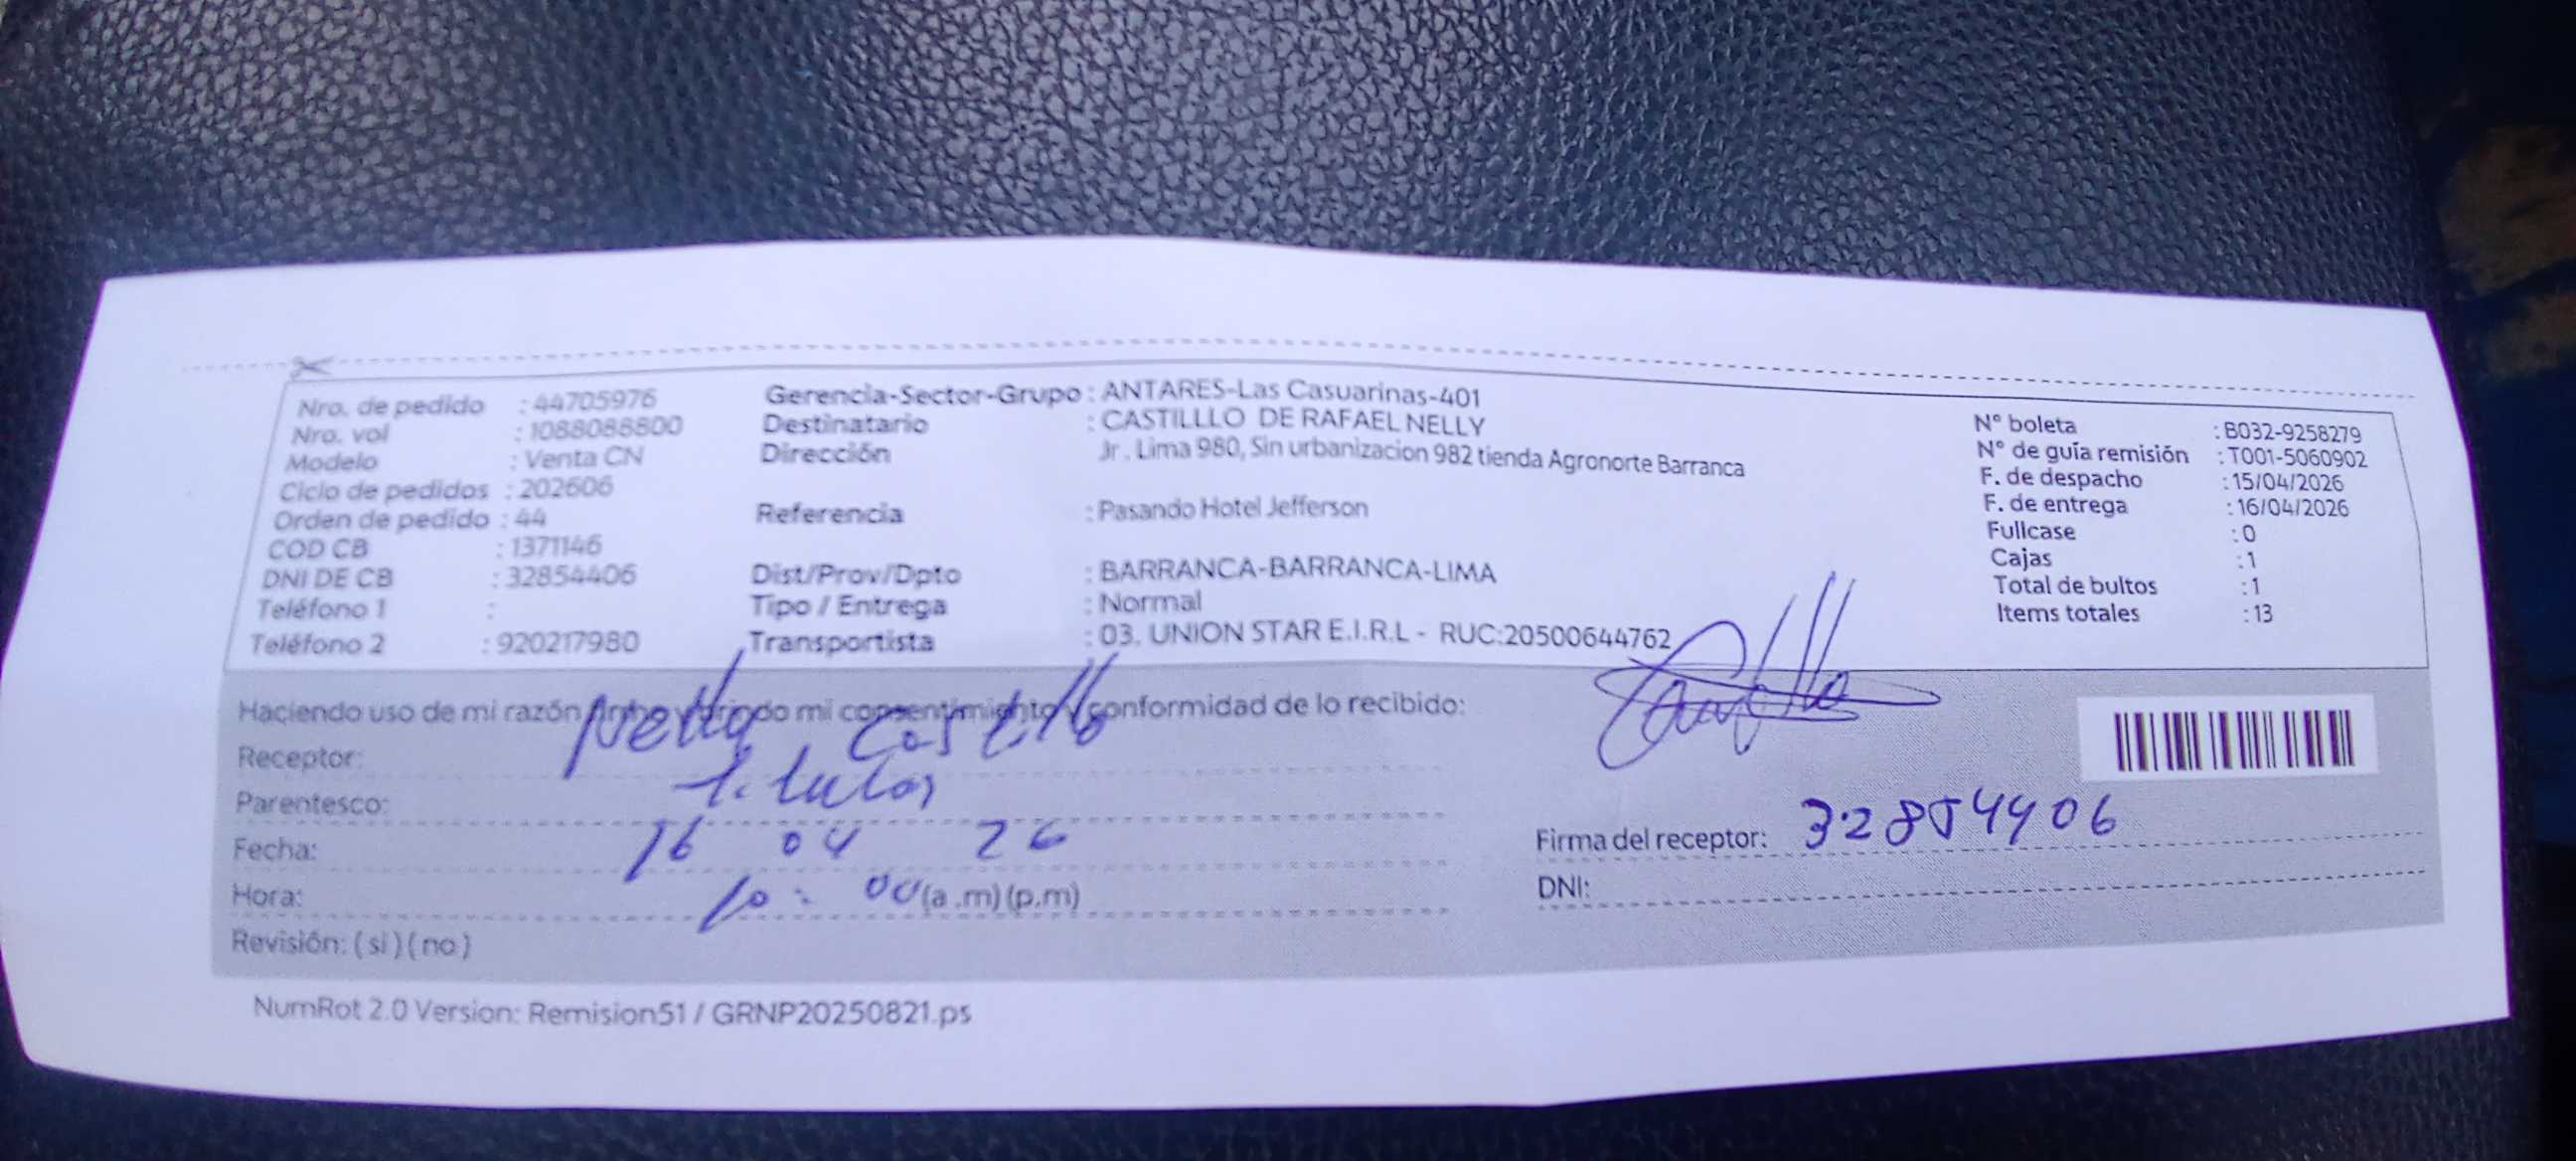 Nro. de pedido : 44705976
Nro. vol : 1088088800
Modelo : Venta CN
Ciclo de pedidos : 202606
Orden de pedido : 44
COD CB : 1371146
DNI DE CB : 32854406
Teléfono 1 :
Teléfono 2 : 920217980
Gerencia-Sector-Grupo : ANTARES-Las Casuarinas-401
Destinatario : CASTILLLO DE RAFAEL NELLY
Dirección : Jr . Lima 980, Sin urbanizacion 982 tienda Agronorte Barranca
Referencia : Pasando Hotel Jefferson
Dist/Prov/Dpto : BARRANCA-BARRANCA-LIMA
Tipo / Entrega : Normal
Transportista : 03. UNION STAR E.I.R.L - RUC:20500644762
N° boleta : B032-9258279
N° de guía remisión : T001-5060902
F. de despacho : 15/04/2026
F. de entrega : 16/04/2026
Fullcase : 0
Cajas : 1
Total de bultos : 1
Items totales : 13
Haciendo uso de mi razón mi consentimiento y conformidad de lo recibido:
Receptor: Nelly Castillo
Parentesco: Titular
Fecha: 16 04 26
Hora: 10:00 (a .m) (p.m)
Revisión: ( si ) ( no )
Firma del receptor: 32854406
DNI:
NumRot 2.0 Version: Remision51 / GRNP20250821.ps